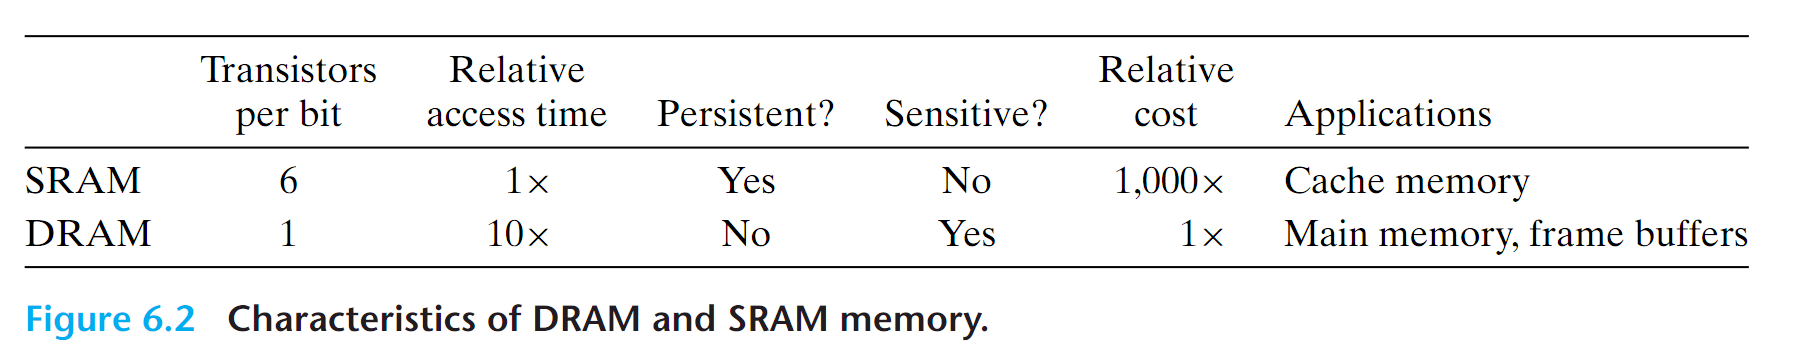 Transistors Relative Relative
per bit access time Persistent? Sensitive? cost Applications
SRAM 6 1× Yes No 1,000× Cache memory
DRAM 1 10× No Yes 1× Main memory, frame buffers
Figure 6.2 Characteristics of DRAM and SRAM memory.